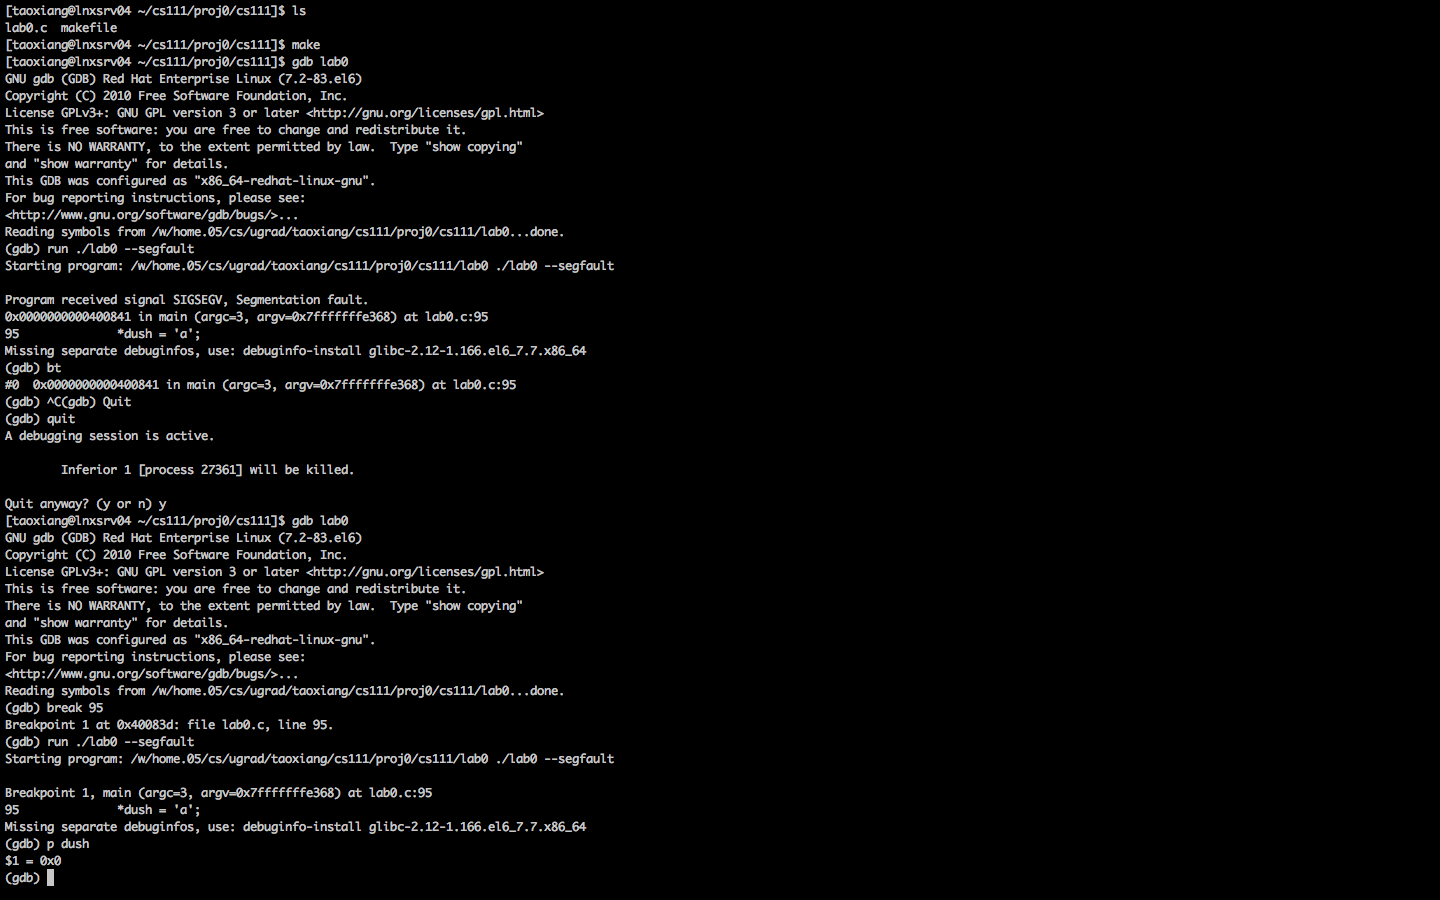 [taoxiang@lnxsrv04 ~/cs111/proj0/cs111]$ ls
lab0.c  makefile
[taoxiang@lnxsrv04 ~/cs111/proj0/cs111]$ make
[taoxiang@lnxsrv04 ~/cs111/proj0/cs111]$ gdb lab0
GNU gdb (GDB) Red Hat Enterprise Linux (7.2-83.el6)
Copyright (C) 2010 Free Software Foundation, Inc.
License GPLv3+: GNU GPL version 3 or later <http://gnu.org/licenses/gpl.html>
This is free software: you are free to change and redistribute it.
There is NO WARRANTY, to the extent permitted by law.  Type "show copying"
and "show warranty" for details.
This GDB was configured as "x86_64-redhat-linux-gnu".
For bug reporting instructions, please see:
<http://www.gnu.org/software/gdb/bugs/>...
Reading symbols from /w/home.05/cs/ugrad/taoxiang/cs111/proj0/cs111/lab0...done.
(gdb) run ./lab0 --segfault
Starting program: /w/home.05/cs/ugrad/taoxiang/cs111/proj0/cs111/lab0 ./lab0 --segfault
Program received signal SIGSEGV, Segmentation fault.
0x0000000000400841 in main (argc=3, argv=0x7fffffffe368) at lab0.c:95
95              *dush = 'a';
Missing separate debuginfos, use: debuginfo-install glibc-2.12-1.166.el6_7.7.x86_64
(gdb) bt
#0  0x0000000000400841 in main (argc=3, argv=0x7fffffffe368) at lab0.c:95
(gdb) ^C(gdb) Quit
(gdb) quit
A debugging session is active.
        Inferior 1 [process 27361] will be killed.
Quit anyway? (y or n) y
[taoxiang@lnxsrv04 ~/cs111/proj0/cs111]$ gdb lab0
GNU gdb (GDB) Red Hat Enterprise Linux (7.2-83.el6)
Copyright (C) 2010 Free Software Foundation, Inc.
License GPLv3+: GNU GPL version 3 or later <http://gnu.org/licenses/gpl.html>
This is free software: you are free to change and redistribute it.
There is NO WARRANTY, to the extent permitted by law.  Type "show copying"
and "show warranty" for details.
This GDB was configured as "x86_64-redhat-linux-gnu".
For bug reporting instructions, please see:
<http://www.gnu.org/software/gdb/bugs/>...
Reading symbols from /w/home.05/cs/ugrad/taoxiang/cs111/proj0/cs111/lab0...done.
(gdb) break 95
Breakpoint 1 at 0x40083d: file lab0.c, line 95.
(gdb) run ./lab0 --segfault
Starting program: /w/home.05/cs/ugrad/taoxiang/cs111/proj0/cs111/lab0 ./lab0 --segfault
Breakpoint 1, main (argc=3, argv=0x7fffffffe368) at lab0.c:95
95              *dush = 'a';
Missing separate debuginfos, use: debuginfo-install glibc-2.12-1.166.el6_7.7.x86_64
(gdb) p dush
$1 = 0x0
(gdb)